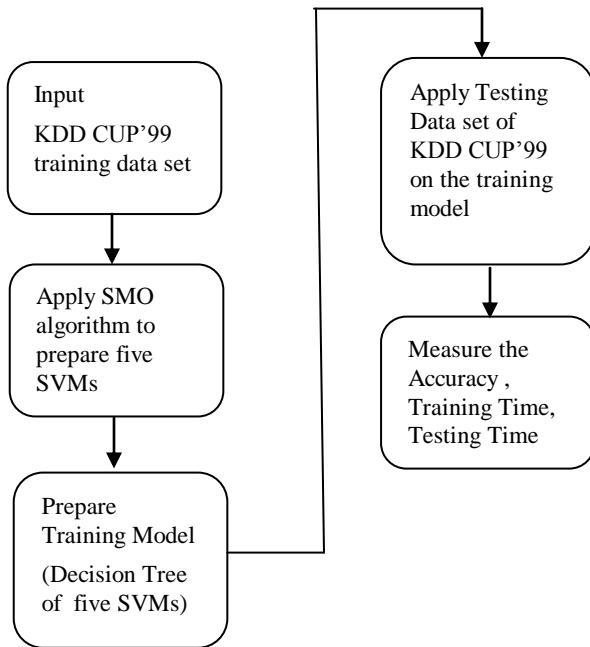 Input
KDD CUP’99
training data set
Apply SMO
algorithm to
prepare five
SVMs
Prepare
Training Model
(Decision Tree
of five SVMs)
Apply Testing
Data set of
KDD CUP’99
on the training
model
Measure the
Accuracy ,
Training Time,
Testing Time